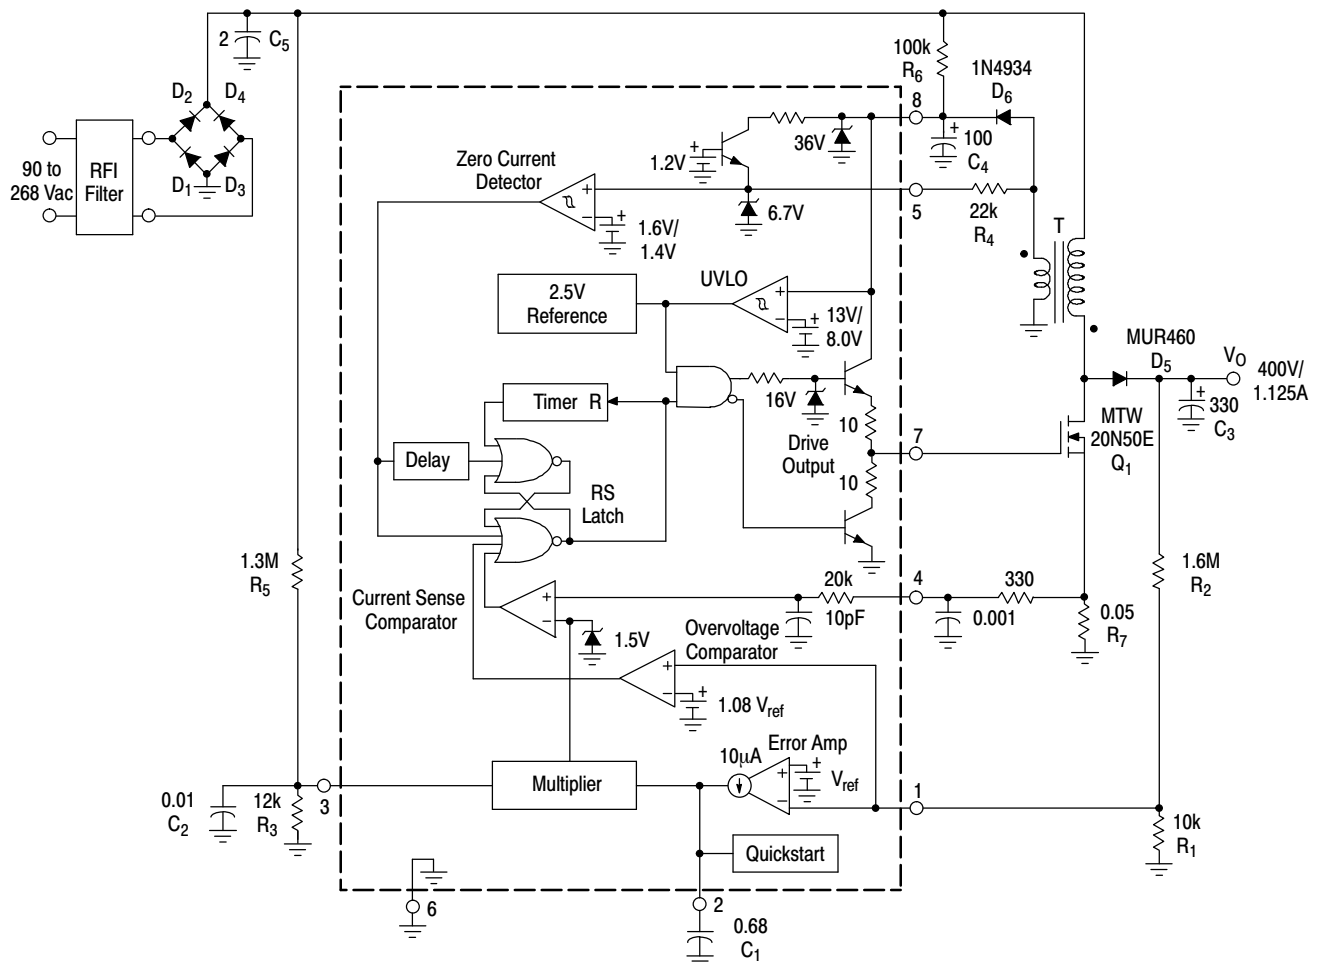 2 C5
100k
R6
1N4934
D6
D2 D4
8
36V
100
C4
1.2V
90 to
268 Vac
RFI
Filter
D1 D3
Zero Current
Detector
+
−
+
1.6V/
1.4V
6.7V
5
22k
R4
T
2.5V
Reference
UVLO
+
−
+
13V/
8.0V
MUR460
D5
VO
400V/
1.125A
+
330
C3
Timer R
16V
10
Drive
Output
7
MTW
20N50E
Q1
Delay
RS
Latch
10
1.3M
R5
1.6M
R2
Current Sense
Comparator
+
−
20k
10pF
4
330
0.001
0.05
R7
1.5V
Overvoltage
Comparator
+
−
+
1.08 Vref
Error Amp
10μA
+
−
+
Vref
Multiplier
1
0.01
C2
12k
R3
3
10k
R1
Quickstart
6
2
0.68
C1